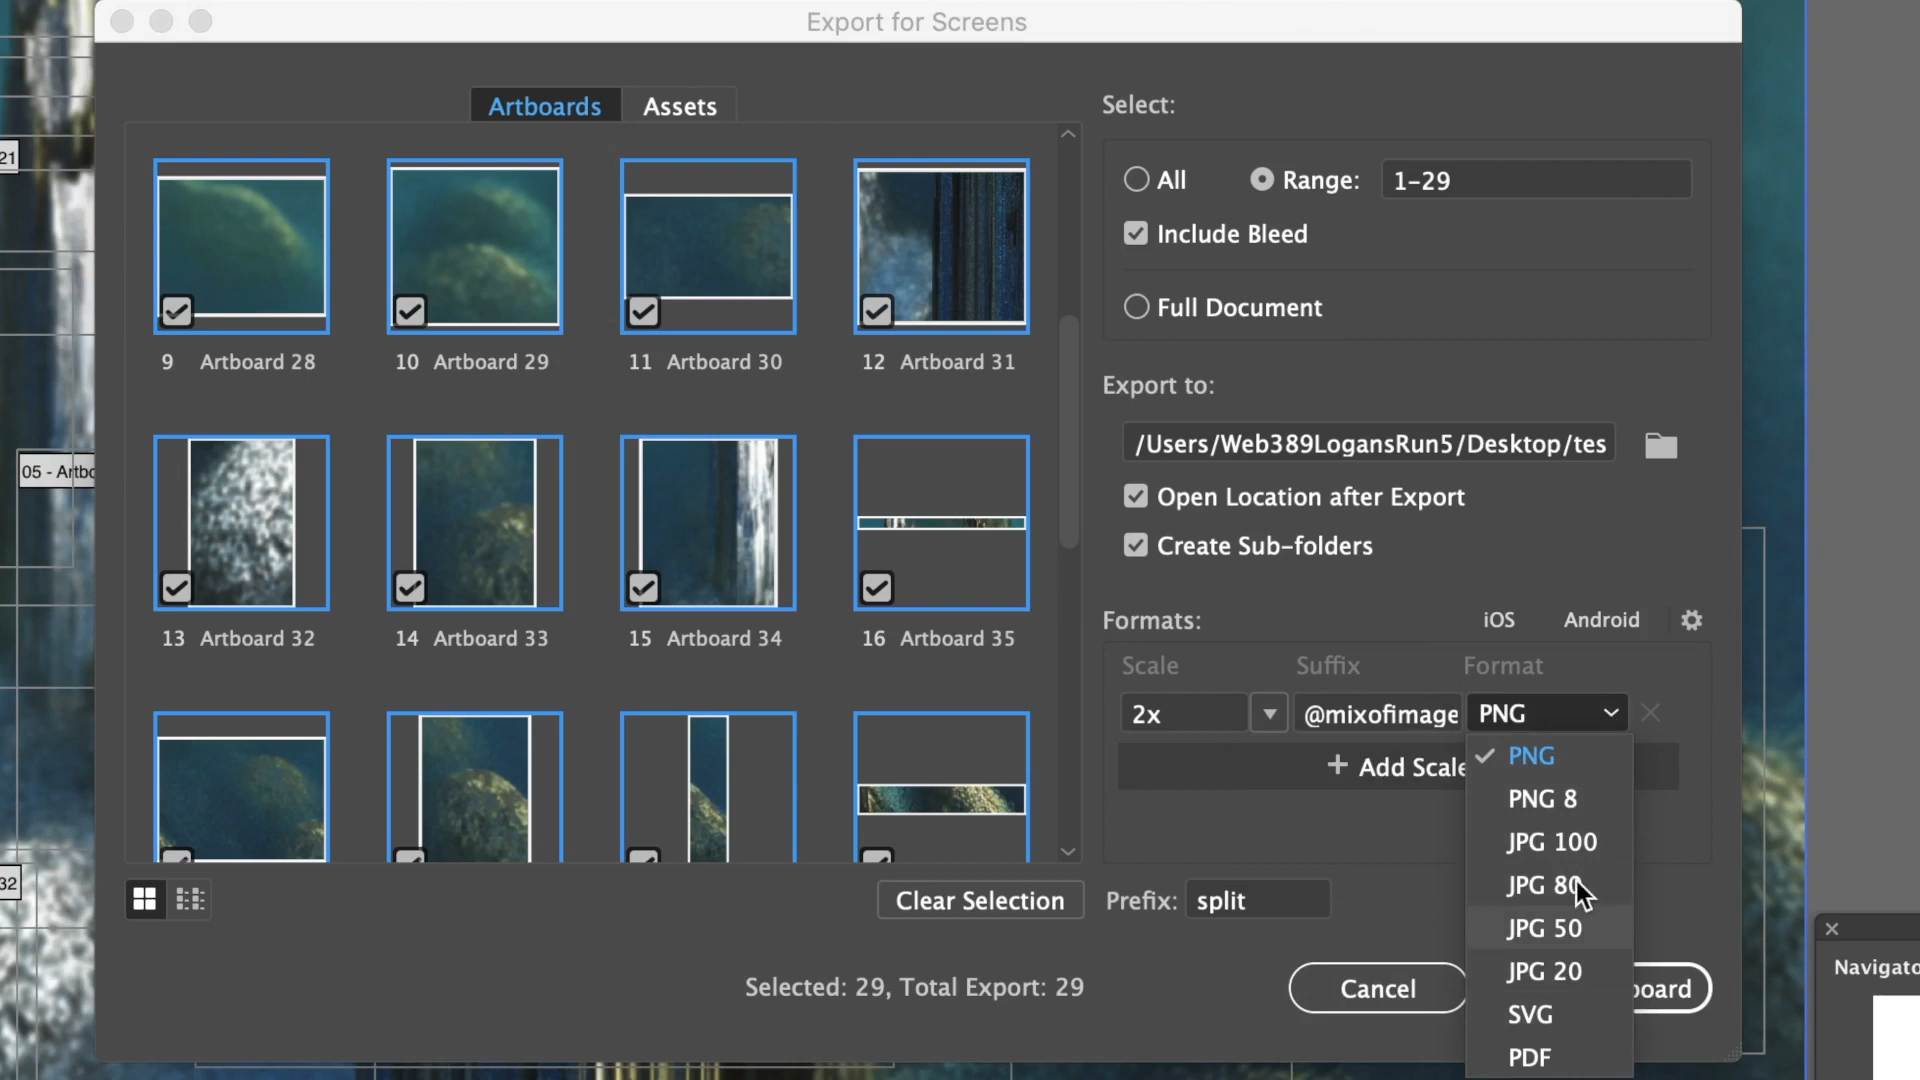 Export for Screens
Artboards
Assets
9 Artboard 28
10 Artboard 29
11 Artboard 30
12 Artboard 31
13 Artboard 32
14 Artboard 33
15 Artboard 34
16 Artboard 35
Clear Selection
Selected: 29, Total Export: 29
Select:
All
Range:
1-29
Include Bleed
Full Document
Export to:
/Users/Web389LogansRun5/Desktop/tes
Open Location after Export
Create Sub-folders
Formats:
iOS
Android
Scale
Suffix
Format
2x
@mixofimage
PNG
+ Add Scale
PNG
PNG 8
JPG 100
JPG 80
JPG 50
JPG 20
SVG
PDF
Prefix:
split
Cancel
board
21
05 - Artbo
32
Navigato